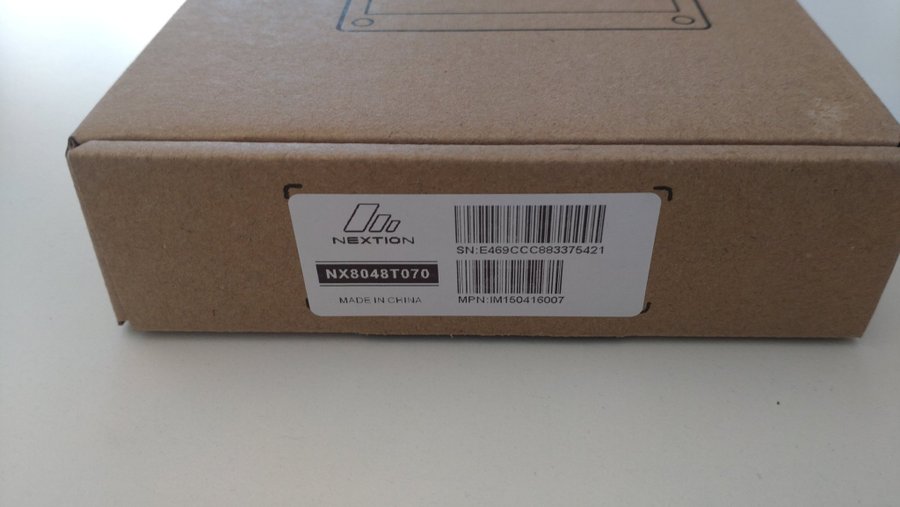 NEXTION
NX8048T070
MADE IN CHINA
SN:E469CCC883375421
MPN:IM150416007